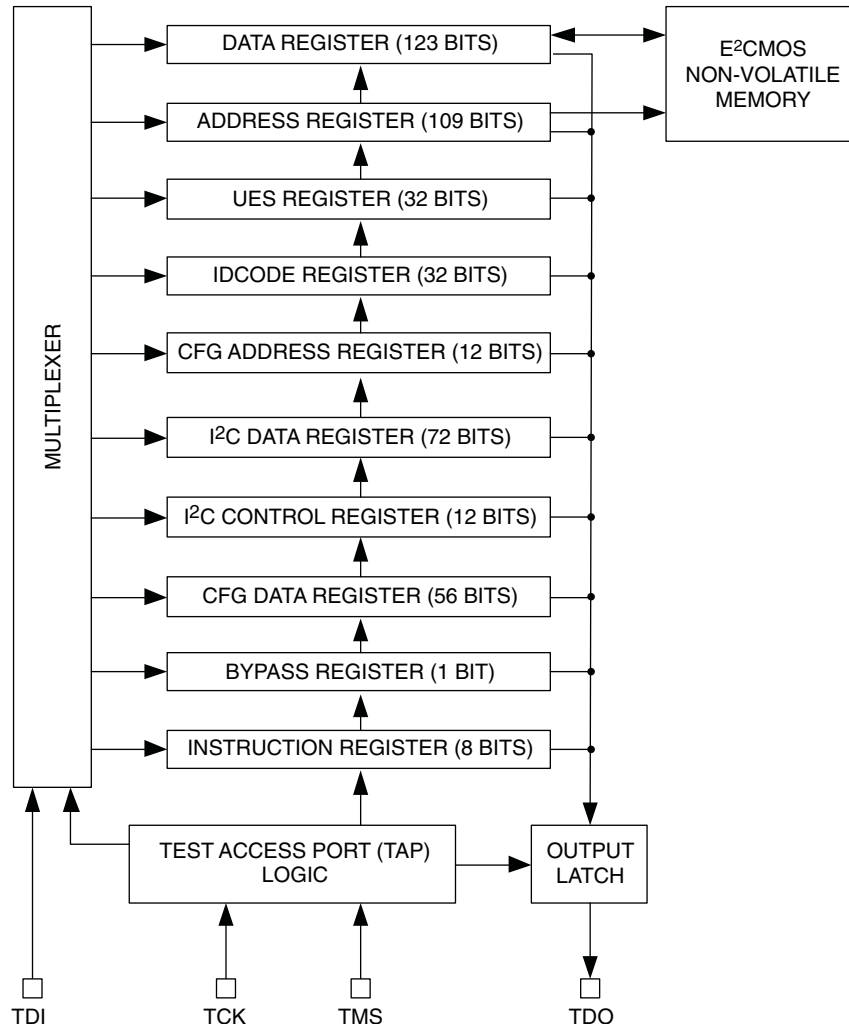 DATA REGISTER (123 BITS)
E²CMOS
NON-VOLATILE
MEMORY
ADDRESS REGISTER (109 BITS)
UES REGISTER (32 BITS)
IDCODE REGISTER (32 BITS)
CFG ADDRESS REGISTER (12 BITS)
MULTIPLEXER
I²C DATA REGISTER (72 BITS)
I²C CONTROL REGISTER (12 BITS)
CFG DATA REGISTER (56 BITS)
BYPASS REGISTER (1 BIT)
INSTRUCTION REGISTER (8 BITS)
TEST ACCESS PORT (TAP)
LOGIC
OUTPUT
LATCH
TDI
TCK
TMS
TDO